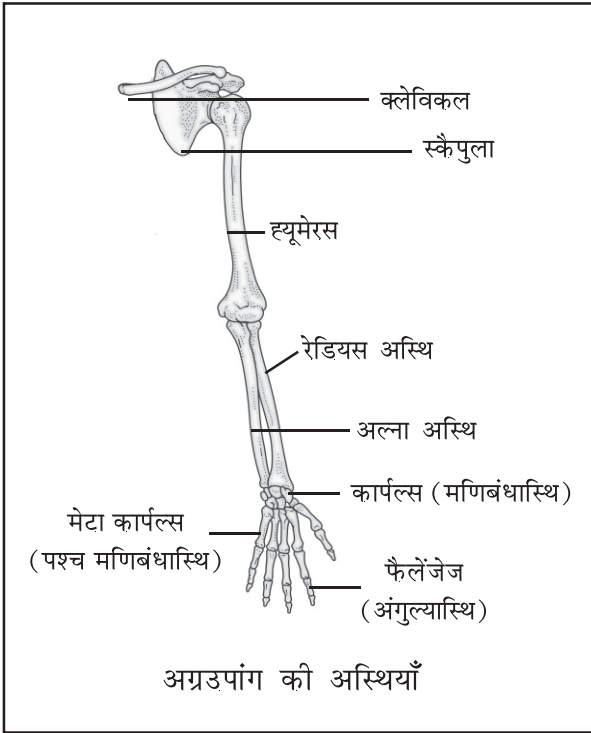 क्लेविकल
स्कैपुला
ह्यूमेरस
रेडियस अस्थि
अल्ना अस्थि
कार्पल्स (मणिबंधास्थि)
मेटा कार्पल्स
(पश्च मणिबंधास्थि)
फैलेंजेज
(अंगुल्यास्थि)
अग्रउपांग की अस्थियाँ